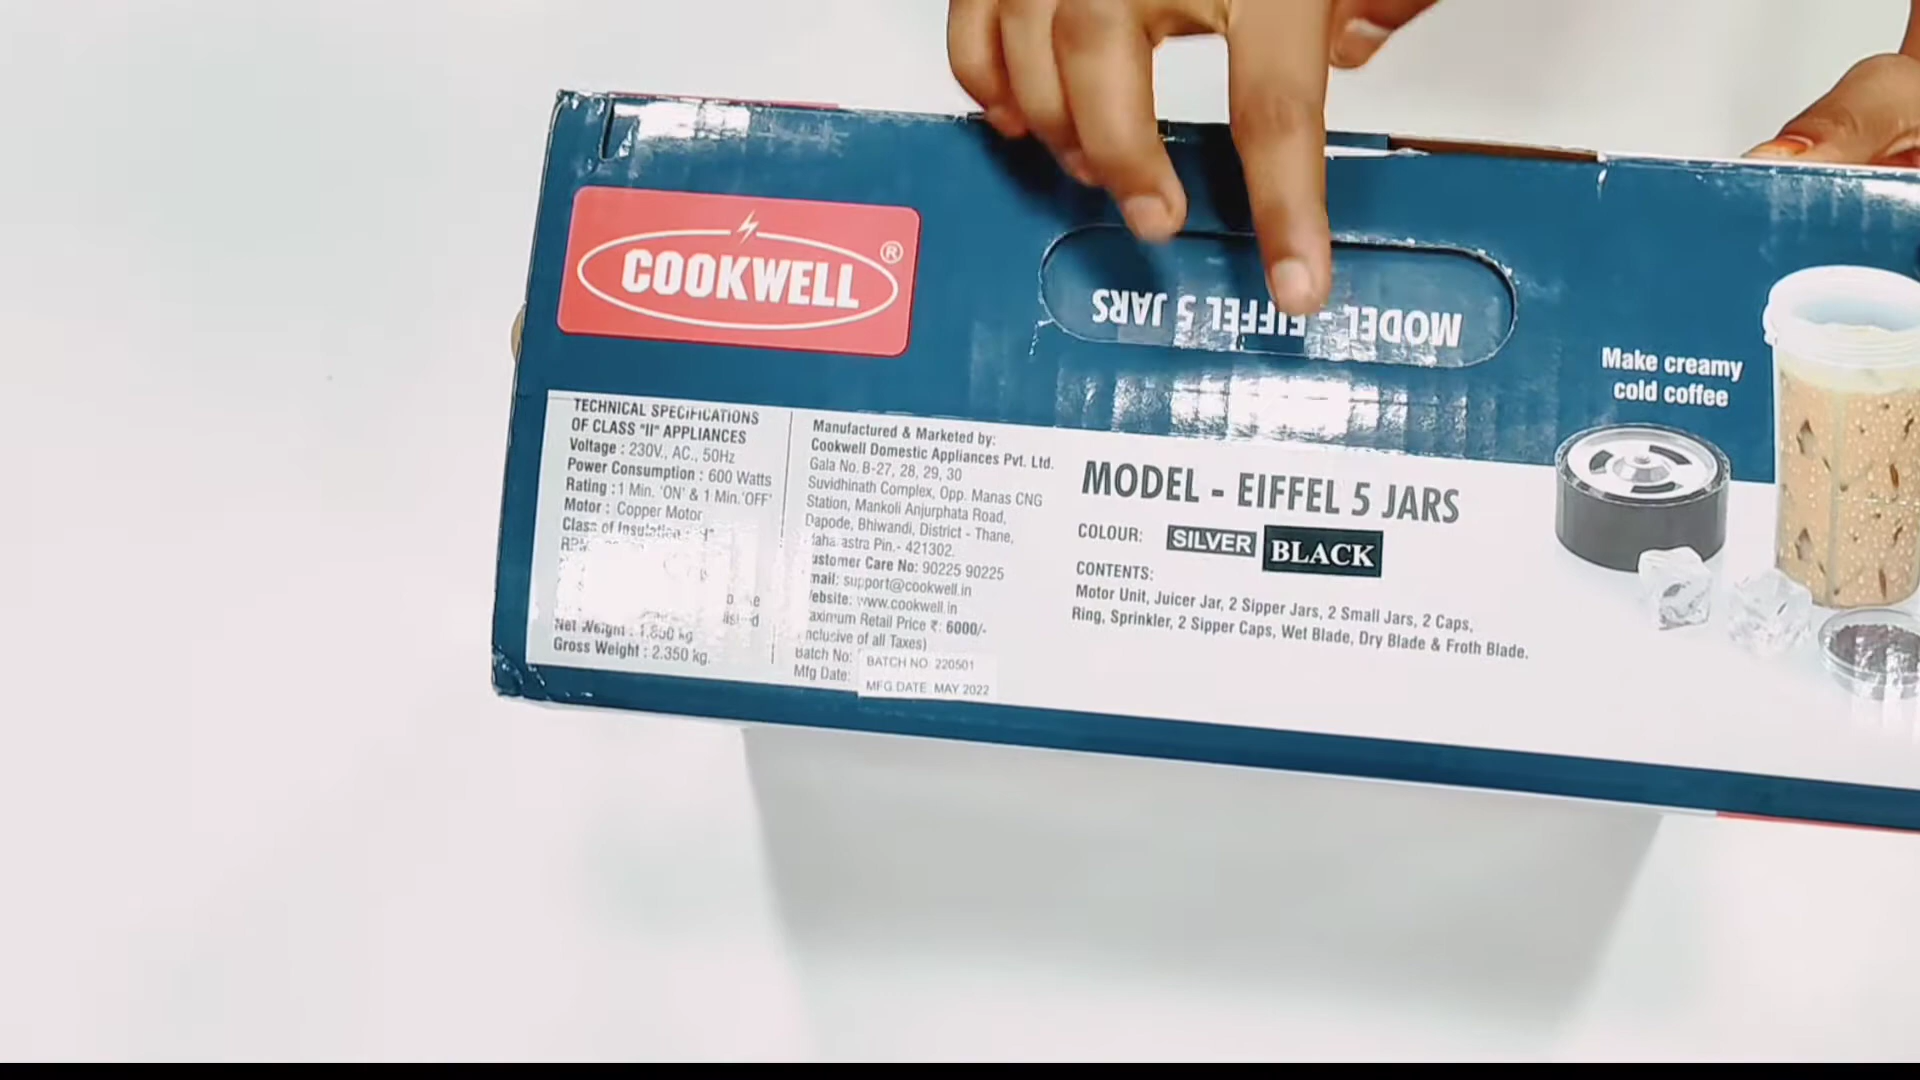 COOKWELL
®
MODEL - EIFFEL 5 JARS
Make creamy
cold coffee
TECHNICAL SPECIFICATIONS
OF CLASS "II" APPLIANCES
Voltage : 230V., AC., 50Hz
Power Consumption : 600 Watts
Rating : 1 Min. 'ON' & 1 Min. 'OFF'
Motor : Copper Motor
Class of Insulation :
Net Weight : 1.850 kg
Gross Weight : 2.350 kg.
Manufactured & Marketed by:
Cookwell Domestic Appliances Pvt. Ltd.
Gala No. B-27, 28, 29, 30
Suvidhinath Complex, Opp. Manas CNG
Station, Mankoli Anjurphata Road,
Dapode, Bhiwandi, District - Thane,
Pin.- 421302.
Care No: 90225 90225
support@cookwell.in
www.cookwell.in
Retail Price ₹: 6000/-
of all Taxes)
Batch No: BATCH NO 220501
Mfg Date: MFG DATE MAY 2022
MODEL - EIFFEL 5 JARS
COLOUR: SILVER BLACK
CONTENTS:
Motor Unit, Juicer Jar, 2 Sipper Jars, 2 Small Jars, 2 Caps,
Ring, Sprinkler, 2 Sipper Caps, Wet Blade, Dry Blade & Froth Blade.